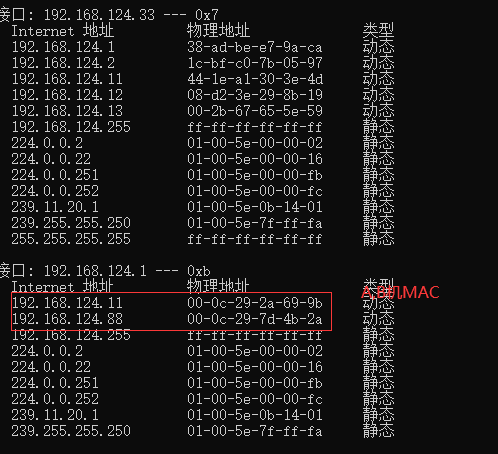 接口: 192.168.124.33 --- 0x7
Internet 地址 物理地址 类型
192.168.124.1 38-ad-be-e7-9a-ca 动态
192.168.124.2 1c-bf-c0-7b-05-97 动态
192.168.124.11 44-1e-a1-30-3e-4d 动态
192.168.124.12 08-d2-3e-29-8b-19 动态
192.168.124.13 00-2b-67-65-5e-59 动态
192.168.124.255 ff-ff-ff-ff-ff-ff 静态
224.0.0.2 01-00-5e-00-00-02 静态
224.0.0.22 01-00-5e-00-00-16 静态
224.0.0.251 01-00-5e-00-00-fb 静态
224.0.0.252 01-00-5e-00-00-fc 静态
239.11.20.1 01-00-5e-0b-14-01 静态
239.255.255.250 01-00-5e-7f-ff-fa 静态
255.255.255.255 ff-ff-ff-ff-ff-ff 静态
接口: 192.168.124.1 --- 0xb
Internet 地址 物理地址 类型
A,B机MAC
192.168.124.11 00-0c-29-2a-69-9b 动态
192.168.124.88 00-0c-29-7d-4b-2a 动态
192.168.124.255 ff-ff-ff-ff-ff-ff 静态
224.0.0.2 01-00-5e-00-00-02 静态
224.0.0.22 01-00-5e-00-00-16 静态
224.0.0.251 01-00-5e-00-00-fb 静态
224.0.0.252 01-00-5e-00-00-fc 静态
239.11.20.1 01-00-5e-0b-14-01 静态
239.255.255.250 01-00-5e-7f-ff-fa 静态